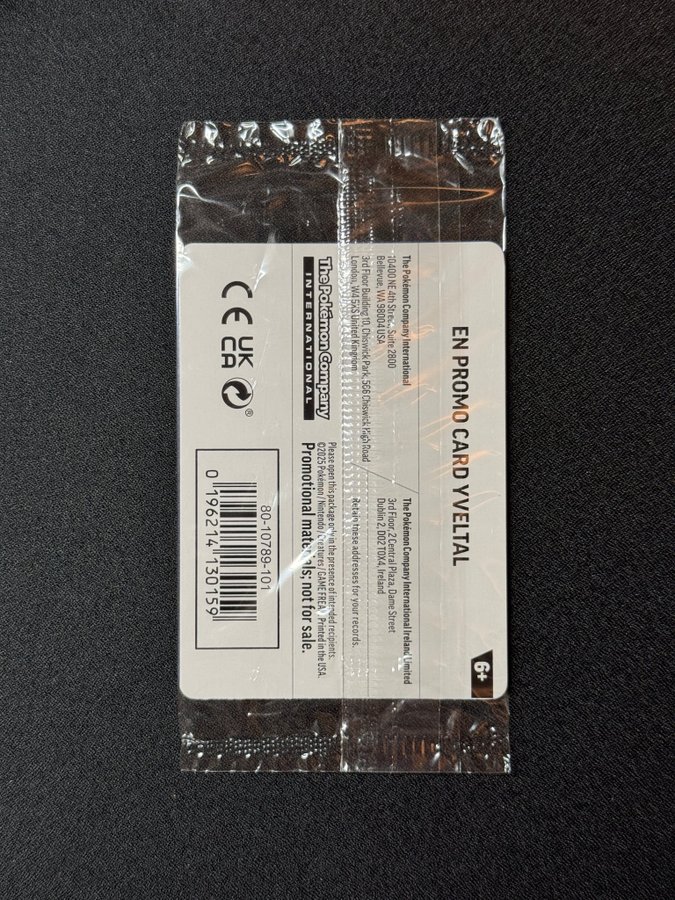 EN PROMO CARD YVELTAL
6+
The Pokémon Company International
10400 NE 4th Street, Suite 2800
Bellevue, WA 98004 USA
3rd Floor Building 10, Chiswick Park, 566 Chiswick High Road
London, W4 5XS United Kingdom
The Pokémon Company International Ireland Limited
3rd Floor, 2 Central Plaza, Dame Street
Dublin 2, D02 T0X4, Ireland
Retain these addresses for your records.
The Pokémon Company
INTERNATIONAL
Please open this package only in the presence of intended recipients.
©2025 Pokémon / Nintendo / Creatures / GAME FREAK. Printed in the USA.
Promotional materials; not for sale.
CE
UK
CA
®
80-10789-101
0 196214 130159